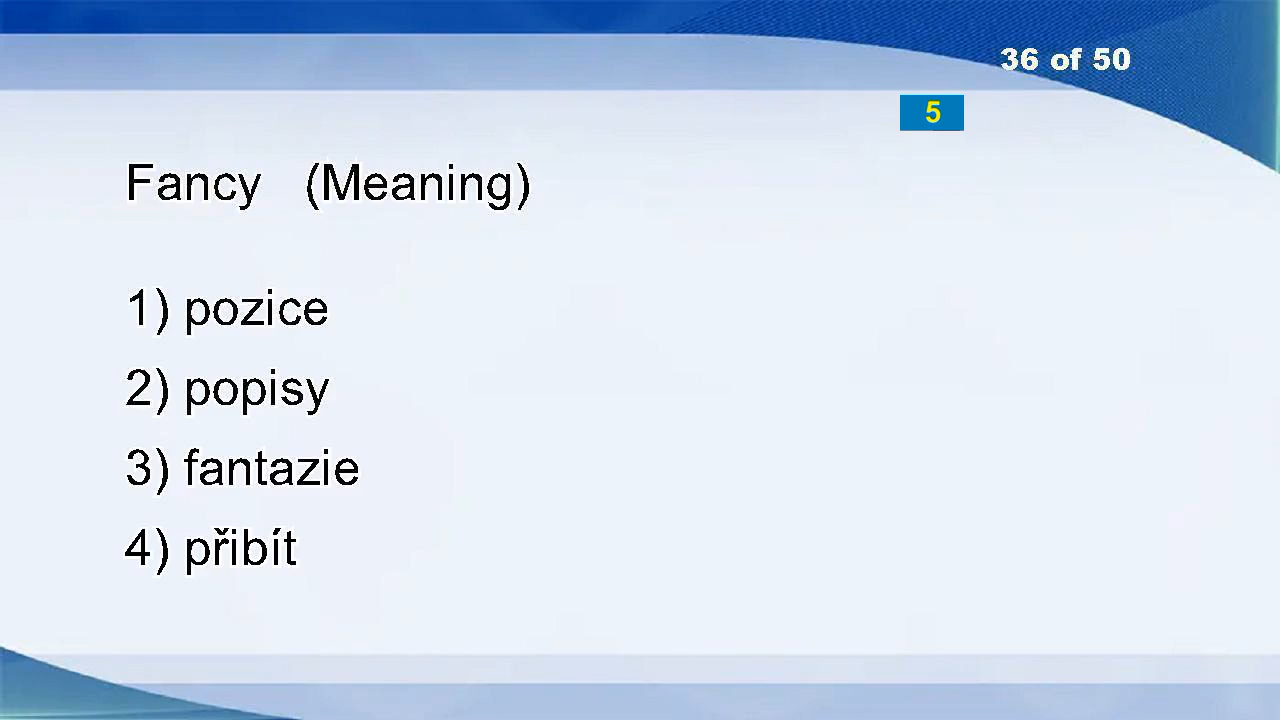 36 of 50
5
Fancy (Meaning)
1) pozice
2) popisy
3) fantazie
4) přibít